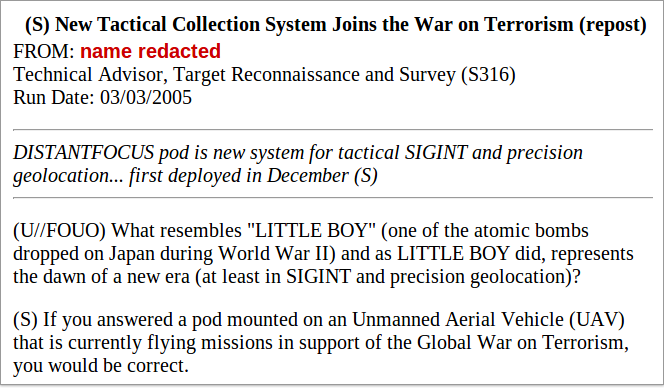 (S) New Tactical Collection System Joins the War on Terrorism (repost)
FROM: name redacted
Technical Advisor, Target Reconnaissance and Survey (S316)
Run Date: 03/03/2005
DISTANTFOCUS pod is new system for tactical SIGINT and precision
geolocation... first deployed in December (S)
(U//FOUO) What resembles "LITTLE BOY" (one of the atomic bombs
dropped on Japan during World War II) and as LITTLE BOY did, represents
the dawn of a new era (at least in SIGINT and precision geolocation)?
(S) If you answered a pod mounted on an Unmanned Aerial Vehicle (UAV)
that is currently flying missions in support of the Global War on Terrorism,
you would be correct.